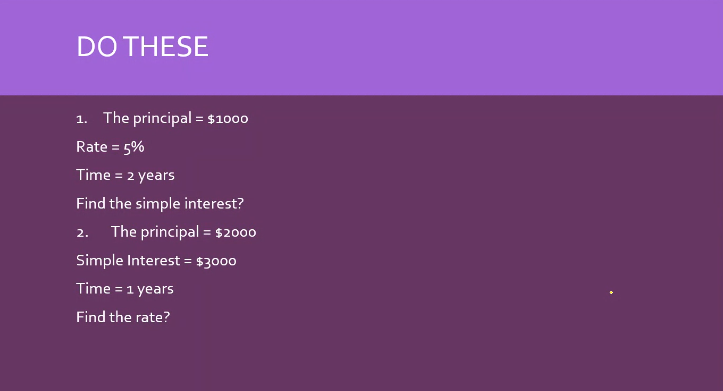 DO THESE
1. The principal = $1000
Rate = 5%
Time = 2 years
Find the simple interest?
2. The principal = $2000
Simple Interest = $3000
Time = 1 years
Find the rate?